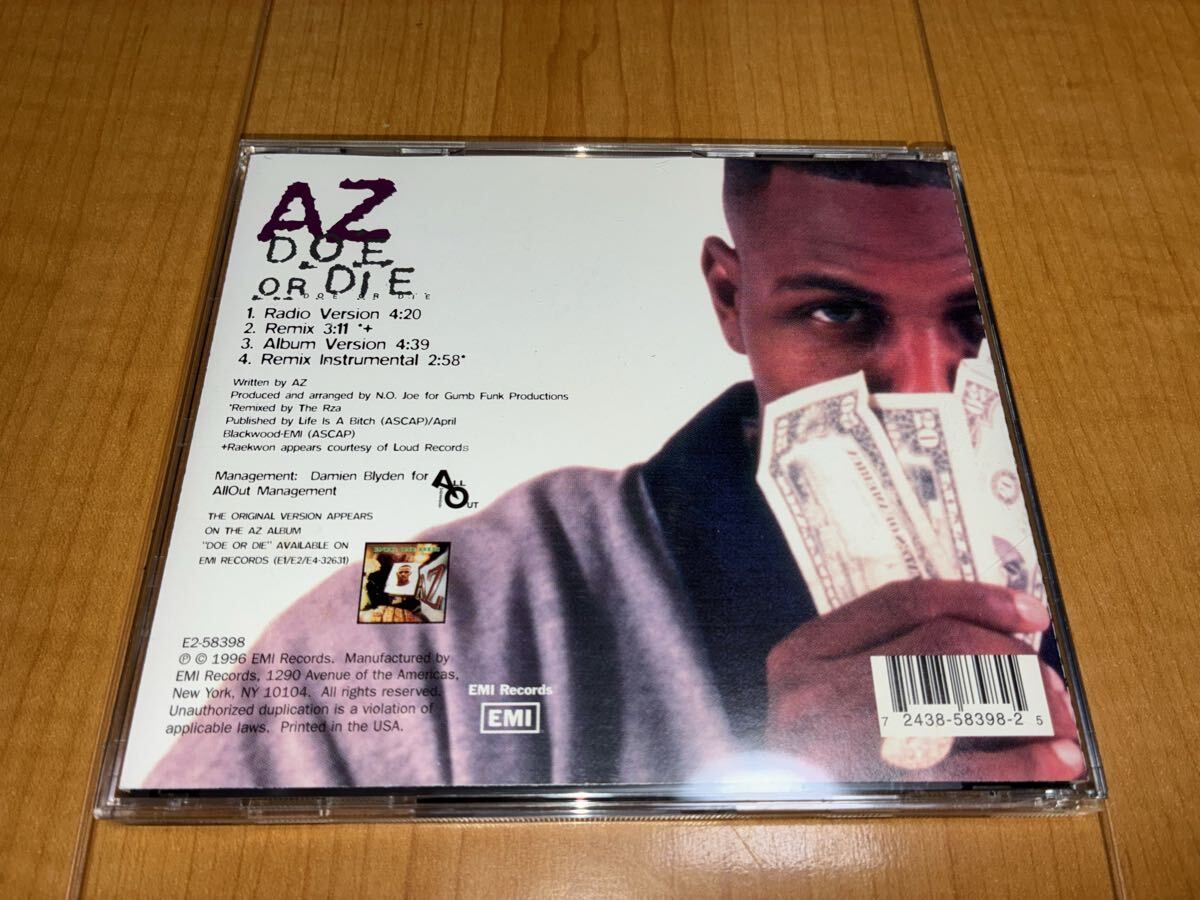 AZ
DOE
OR DIE
DOE OR DIE
1. Radio Version 4:20
2. Remix 3:11 *+
3. Album Version 4:39
4. Remix Instrumental 2:58*
Written by AZ
Produced and arranged by N.O. Joe for Gumb Funk Productions
*Remixed by The Rza
Published by Life Is A Bitch (ASCAP)/April
Blackwood-EMI (ASCAP)
+Raekwon appears courtesy of Loud Records
Management: Damien Blyden for
AllOut Management
ALL
OUT
THE ORIGINAL VERSION APPEARS
ON THE AZ ALBUM
"DOE OR DIE" AVAILABLE ON
EMI RECORDS (E1/E2/E4-32631)
AZ
E2-58398
℗ © 1996 EMI Records. Manufactured by
EMI Records, 1290 Avenue of the Americas,
New York, NY 10104. All rights reserved.
Unauthorized duplication is a violation of
applicable laws. Printed in the USA.
EMI Records
EMI
20
7 24385-8398-2 5